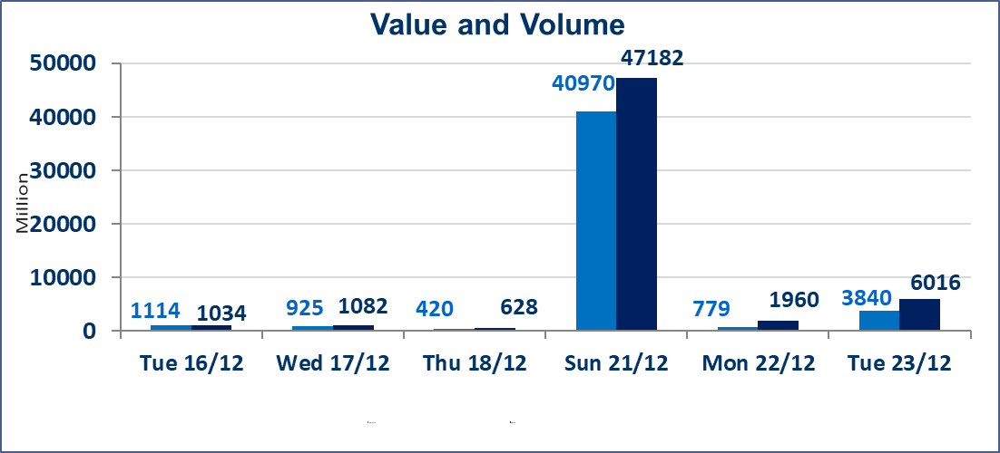 Value and Volume
50000
40000
30000
20000
10000
0
Million
1114
1034
925
1082
420
628
40970
47182
779
1960
3840
6016
Tue 16/12
Wed 17/12
Thu 18/12
Sun 21/12
Mon 22/12
Tue 23/12